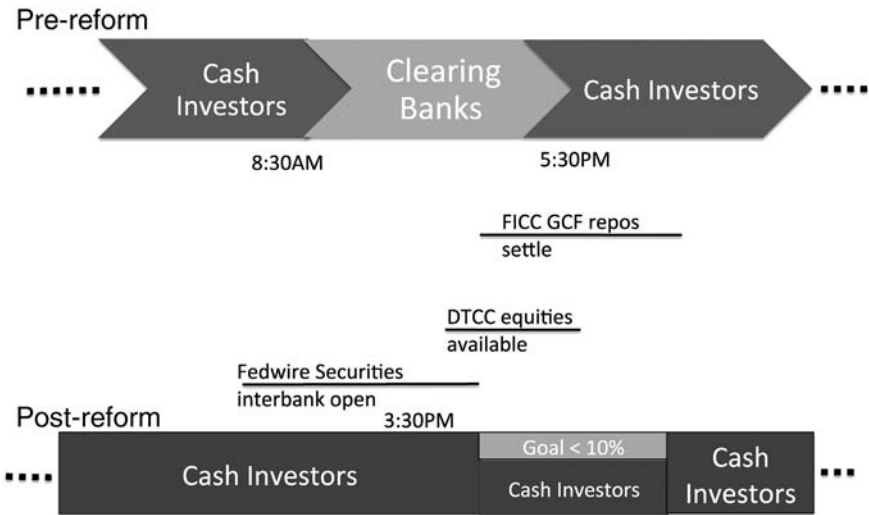 Pre-reform
Cash
Investors
Clearing
Banks
Cash Investors
8:30AM
5:30PM
FICC GCF repos
settle
DTCC equities
available
Fedwire Securities
interbank open
3:30PM
Post-reform
Cash Investors
Goal < 10%
Cash Investors
Cash
Investors